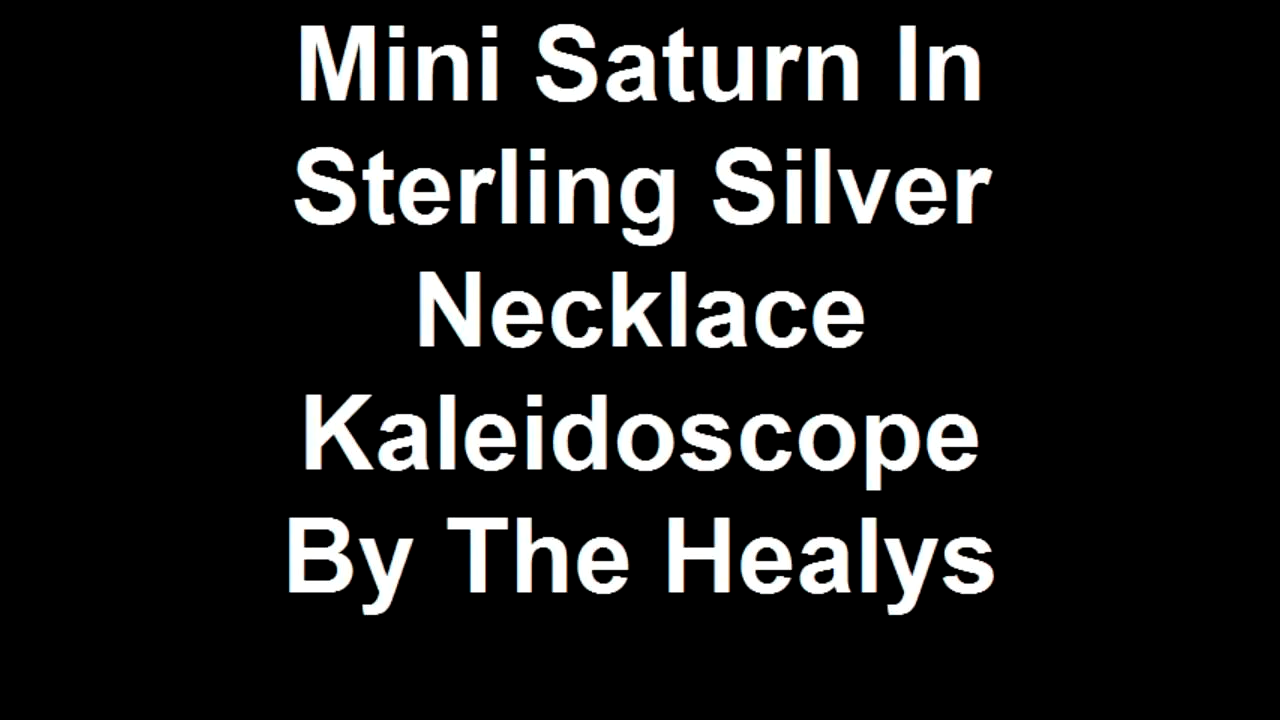 Mini Saturn In
Sterling Silver
Necklace
Kaleidoscope
By The Healys